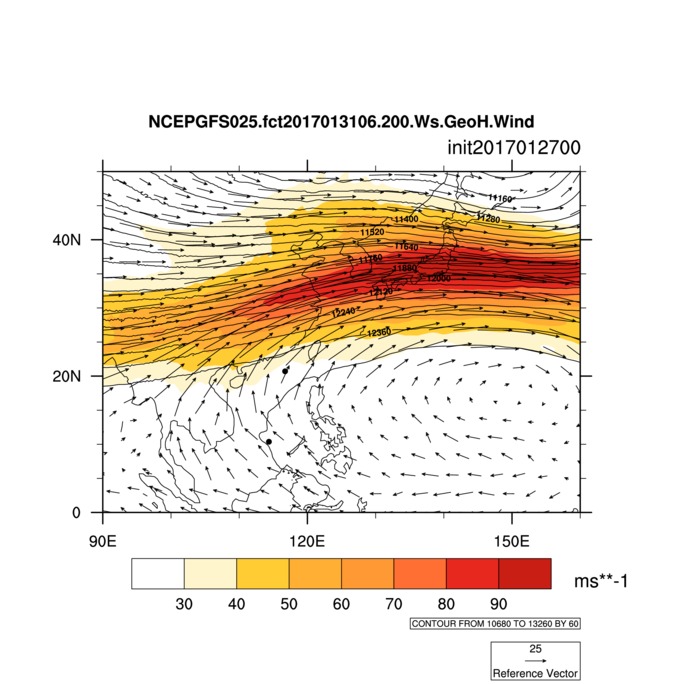 NCEPGFS025.fct2017013106.200.Ws.GeoH.Wind
init2017012700
11160
11400
11280
11520
40N
11640
11760
11880
12000
12120
12240
12360
20N
0
90E 120E 150E
ms**-1
30 40 50 60 70 80 90
CONTOUR FROM 10680 TO 13260 BY 60
25
Reference Vector